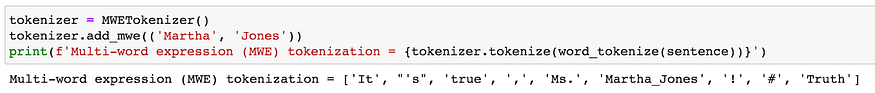 tokenizer = MWETokenizer()
tokenizer.add_mwe(('Martha', 'Jones'))
print(f'Multi-word expression (MWE) tokenization = {tokenizer.tokenize(word_tokenize(sentence))}')
Multi-word expression (MWE) tokenization = ['It', "'s", 'true', ',', 'Ms.', 'Martha_Jones', '!', '#', 'Truth']